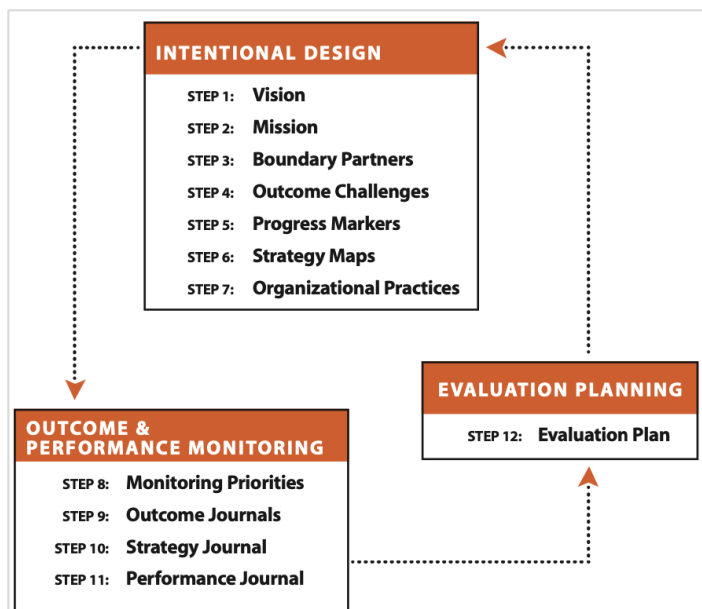 INTENTIONAL DESIGN
STEP 1: Vision
STEP 2: Mission
STEP 3: Boundary Partners
STEP 4: Outcome Challenges
STEP 5: Progress Markers
STEP 6: Strategy Maps
STEP 7: Organizational Practices
OUTCOME &
PERFORMANCE MONITORING
STEP 8: Monitoring Priorities
STEP 9: Outcome Journals
STEP 10: Strategy Journal
STEP 11: Performance Journal
EVALUATION PLANNING
STEP 12: Evaluation Plan